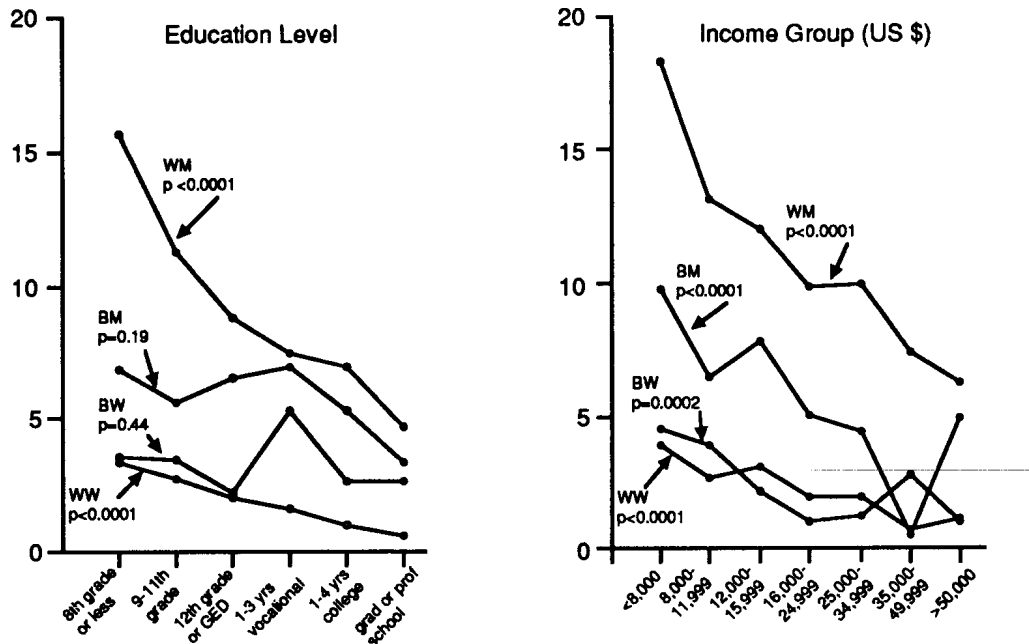 Education Level
20
15
10
5
0
WM
p <0.0001
BM
p=0.19
BW
p=0.44
WW
p<0.0001
8th grade
or less
9-11th
grade
12th grade
or GED
1-3 yrs
vocational
1-4 yrs
college
grad or prof
school
Income Group (US $)
20
15
10
5
0
WM
p<0.0001
BM
p<0.0001
BW
p=0.0002
WW
p<0.0001
<8,000
8,000-
11,999
12,000-
15,999
16,000-
24,999
25,000-
34,999
35,000-
49,999
>50,000